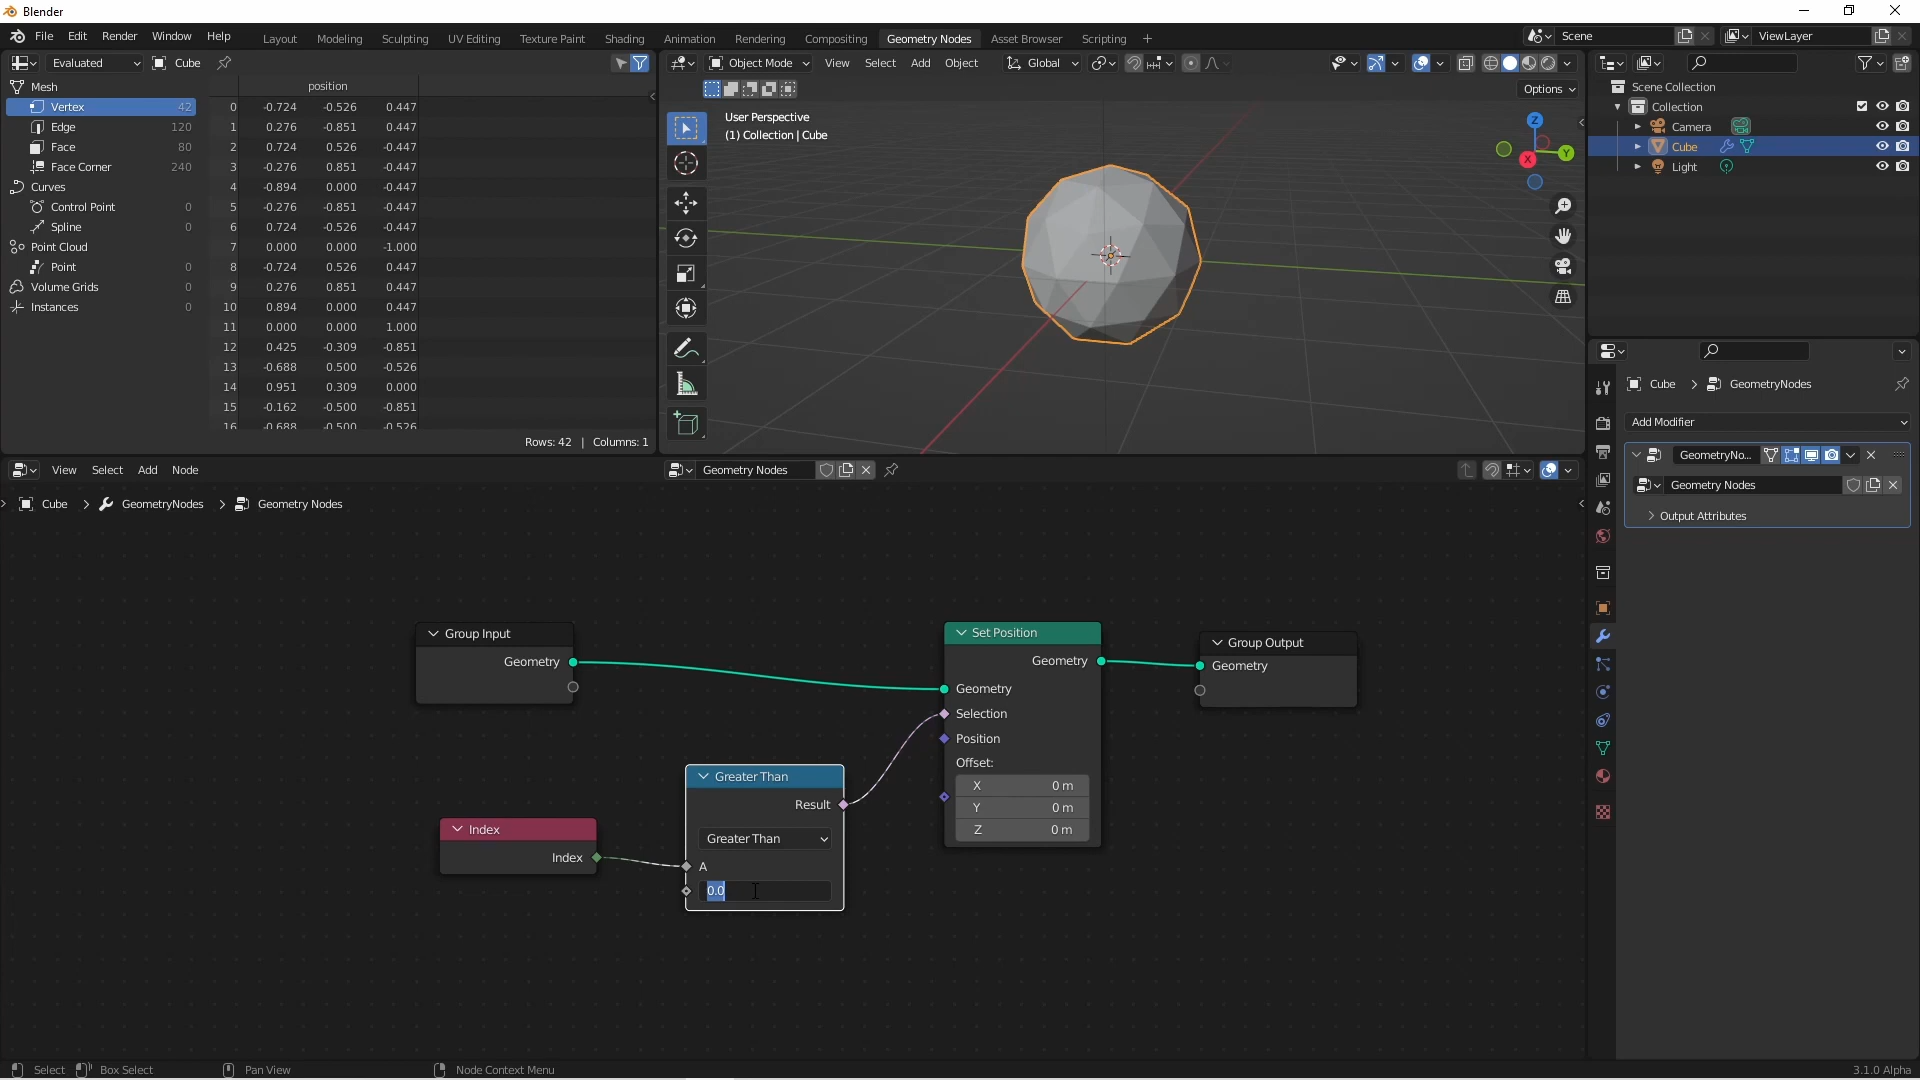 Blender
File Edit Render Window Help
Layout Modeling Sculpting UV Editing Texture Paint Shading Animation Rendering Compositing Geometry Nodes Asset Browser Scripting +
Scene
ViewLayer
Evaluated Cube
position
Mesh
Vertex 42
Edge 120
Face 80
Face Corner 240
Curves
Control Point 0
Spline 0
Point Cloud
Point 0
Volume Grids 0
Instances 0
0 -0.724 -0.526 0.447
1 0.276 -0.851 0.447
2 0.724 0.526 -0.447
3 -0.276 0.851 -0.447
4 -0.894 0.000 -0.447
5 -0.276 -0.851 -0.447
6 0.724 -0.526 -0.447
7 0.000 0.000 -1.000
8 -0.724 0.526 0.447
9 0.276 0.851 0.447
10 0.894 0.000 0.447
11 0.000 0.000 1.000
12 0.425 -0.309 -0.851
13 -0.688 0.500 -0.526
14 0.951 0.309 0.000
15 -0.162 -0.500 -0.851
16 -0.688 -0.500 -0.526
Rows: 42 | Columns: 1
Object Mode View Select Add Object Global
Options
User Perspective
(1) Collection | Cube
Z
Y
X
Scene Collection
Collection
Camera
Cube
Light
Cube > GeometryNodes
Add Modifier
GeometryNo...
Geometry Nodes
Output Attributes
View Select Add Node
Geometry Nodes
Cube > GeometryNodes > Geometry Nodes
Group Input
Geometry
Set Position
Geometry
Geometry
Selection
Position
Offset:
X 0 m
Y 0 m
Z 0 m
Group Output
Geometry
Greater Than
Result
Greater Than
A
0.0
Index
Index
Select
Box Select
Pan View
Node Context Menu
3.1.0 Alpha